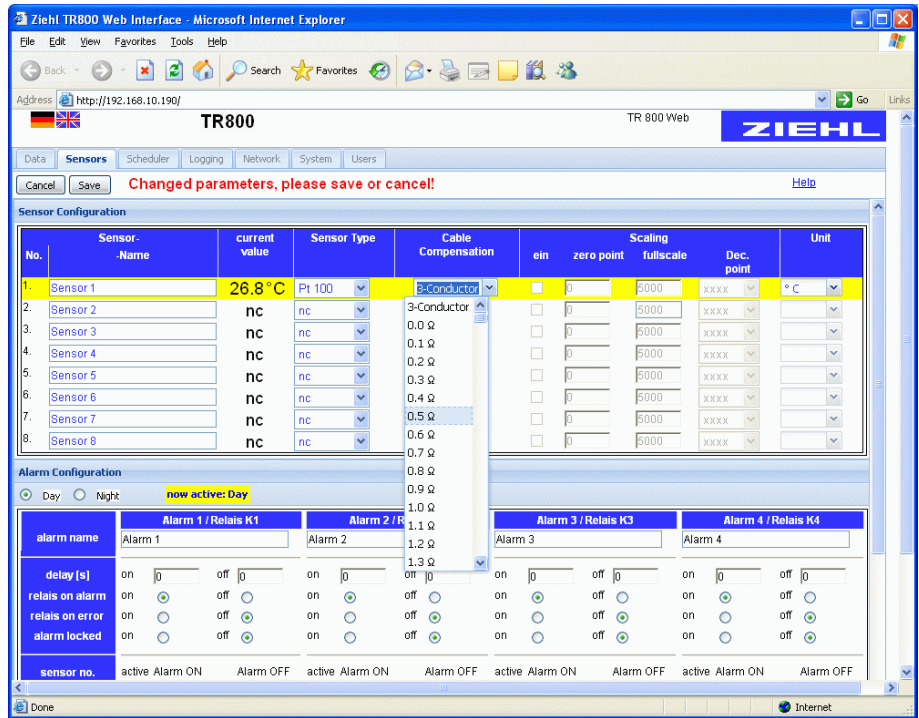 Ziehl TR800 Web Interface - Microsoft Internet Explorer
File Edit View Favorites Tools Help
Back Search Favorites
Address http://192.168.10.190/ Go Links
TR800 TR 800 Web ZIEHL
Data Sensors Scheduler Logging Network System Users
Cancel Save Changed parameters, please save or cancel! Help
Sensor Configuration
No. Sensor- -Name current value Sensor Type Cable Compensation Scaling ein zero point fullscale Dec. point Unit
1. Sensor 1 26.8°C Pt 100 3-Conductor 0 5000 xxxx ° C
2. Sensor 2 nc nc 0 5000 xxxx
3. Sensor 3 nc nc 0 5000 xxxx
4. Sensor 4 nc nc 0 5000 xxxx
5. Sensor 5 nc nc 0 5000 xxxx
6. Sensor 6 nc nc 0 5000 xxxx
7. Sensor 7 nc nc 0 5000 xxxx
8. Sensor 8 nc nc 0 5000 xxxx
3-Conductor
0.0 Ω
0.1 Ω
0.2 Ω
0.3 Ω
0.4 Ω
0.5 Ω
0.6 Ω
0.7 Ω
0.8 Ω
0.9 Ω
1.0 Ω
1.1 Ω
1.2 Ω
1.3 Ω
Alarm Configuration
Day Night now active: Day
Alarm 1 / Relais K1 Alarm 2 / R Alarm 3 / Relais K3 Alarm 4 / Relais K4
alarm name Alarm 1 Alarm 2 Alarm 3 Alarm 4
delay [s] on 0 off 0 on 0 off 0 on 0 off 0 on 0 off 0
relais on alarm on off on off on off on off
relais on error on off on off on off on off
alarm locked on off on off on off on off
sensor no. active Alarm ON Alarm OFF active Alarm ON Alarm OFF active Alarm ON Alarm OFF active Alarm ON Alarm OFF
Done Internet